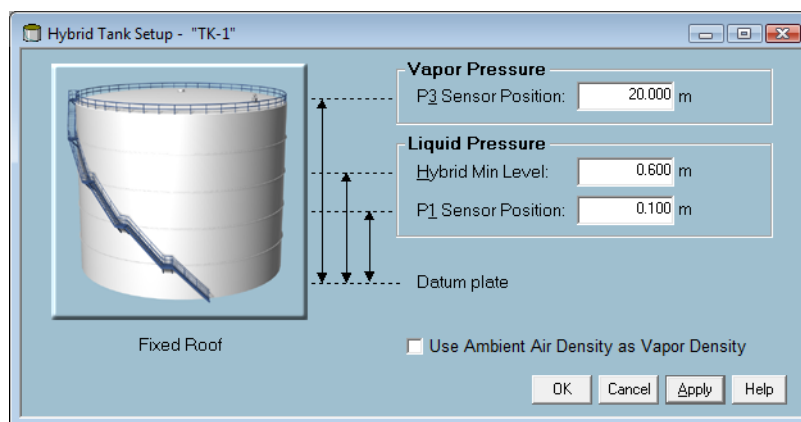 Hybrid Tank Setup - "TK-1"
Vapor Pressure
P3 Sensor Position: 20.000 m
Liquid Pressure
Hybrid Min Level: 0.600 m
P1 Sensor Position: 0.100 m
Datum plate
Fixed Roof
Use Ambient Air Density as Vapor Density
OK Cancel Apply Help